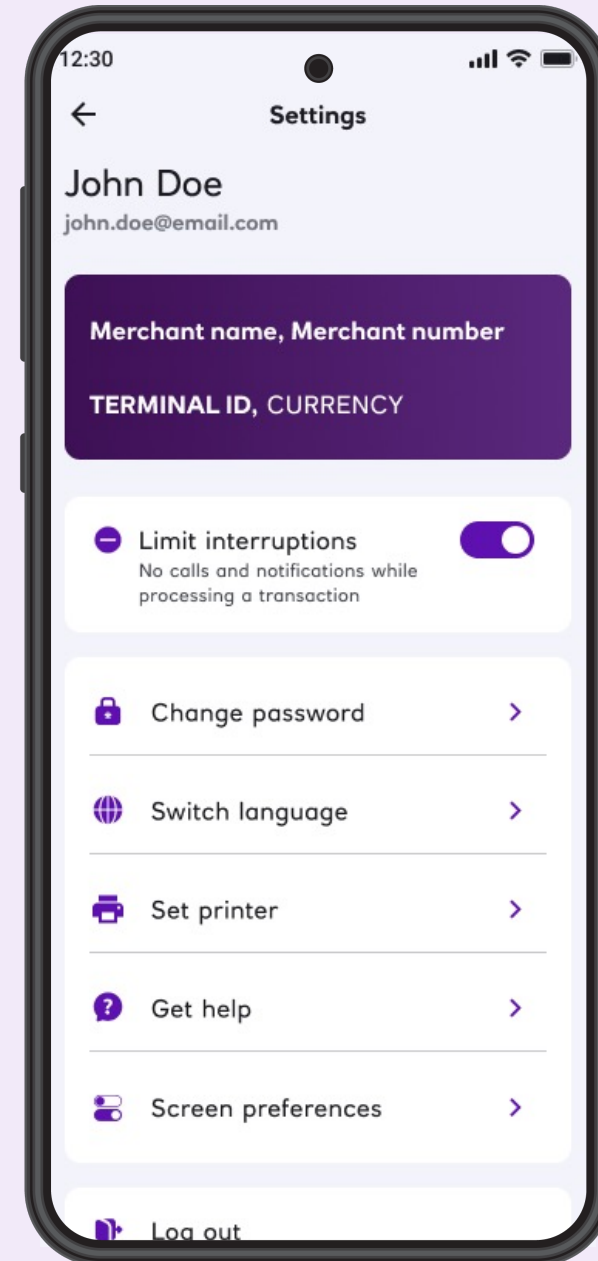 12:30
Settings
John Doe
john.doe@email.com
Merchant name, Merchant number
TERMINAL ID, CURRENCY
Limit interruptions
No calls and notifications while
processing a transaction
Change password
Switch language
Set printer
Get help
Screen preferences
Log out